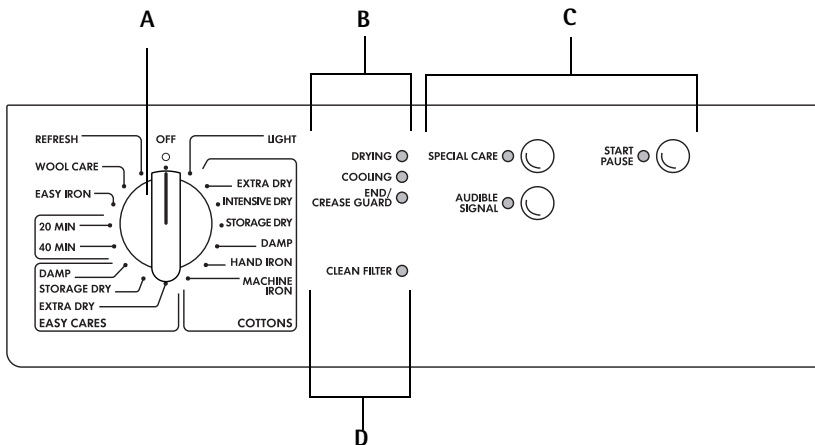 A
B
C
REFRESH
OFF
LIGHT
WOOL CARE
EASY IRON
20 MIN
40 MIN
DAMP
STORAGE DRY
EXTRA DRY
EASY CARES
EXTRA DRY
INTENSIVE DRY
STORAGE DRY
DAMP
HAND IRON
MACHINE
IRON
COTTONS
DRYING
COOLING
END/
CREASE GUARD
CLEAN FILTER
SPECIAL CARE
AUDIBLE
SIGNAL
START
PAUSE
D